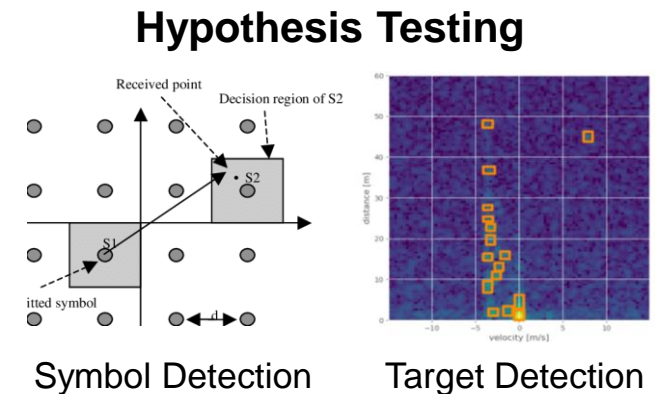 Hypothesis Testing
Received point
Decision region of S2
S2
S1
itted symbol
d
60
50
40
30
20
10
0
distance [m]
-10
-5
0
5
10
velocity [m/s]
Symbol Detection
Target Detection